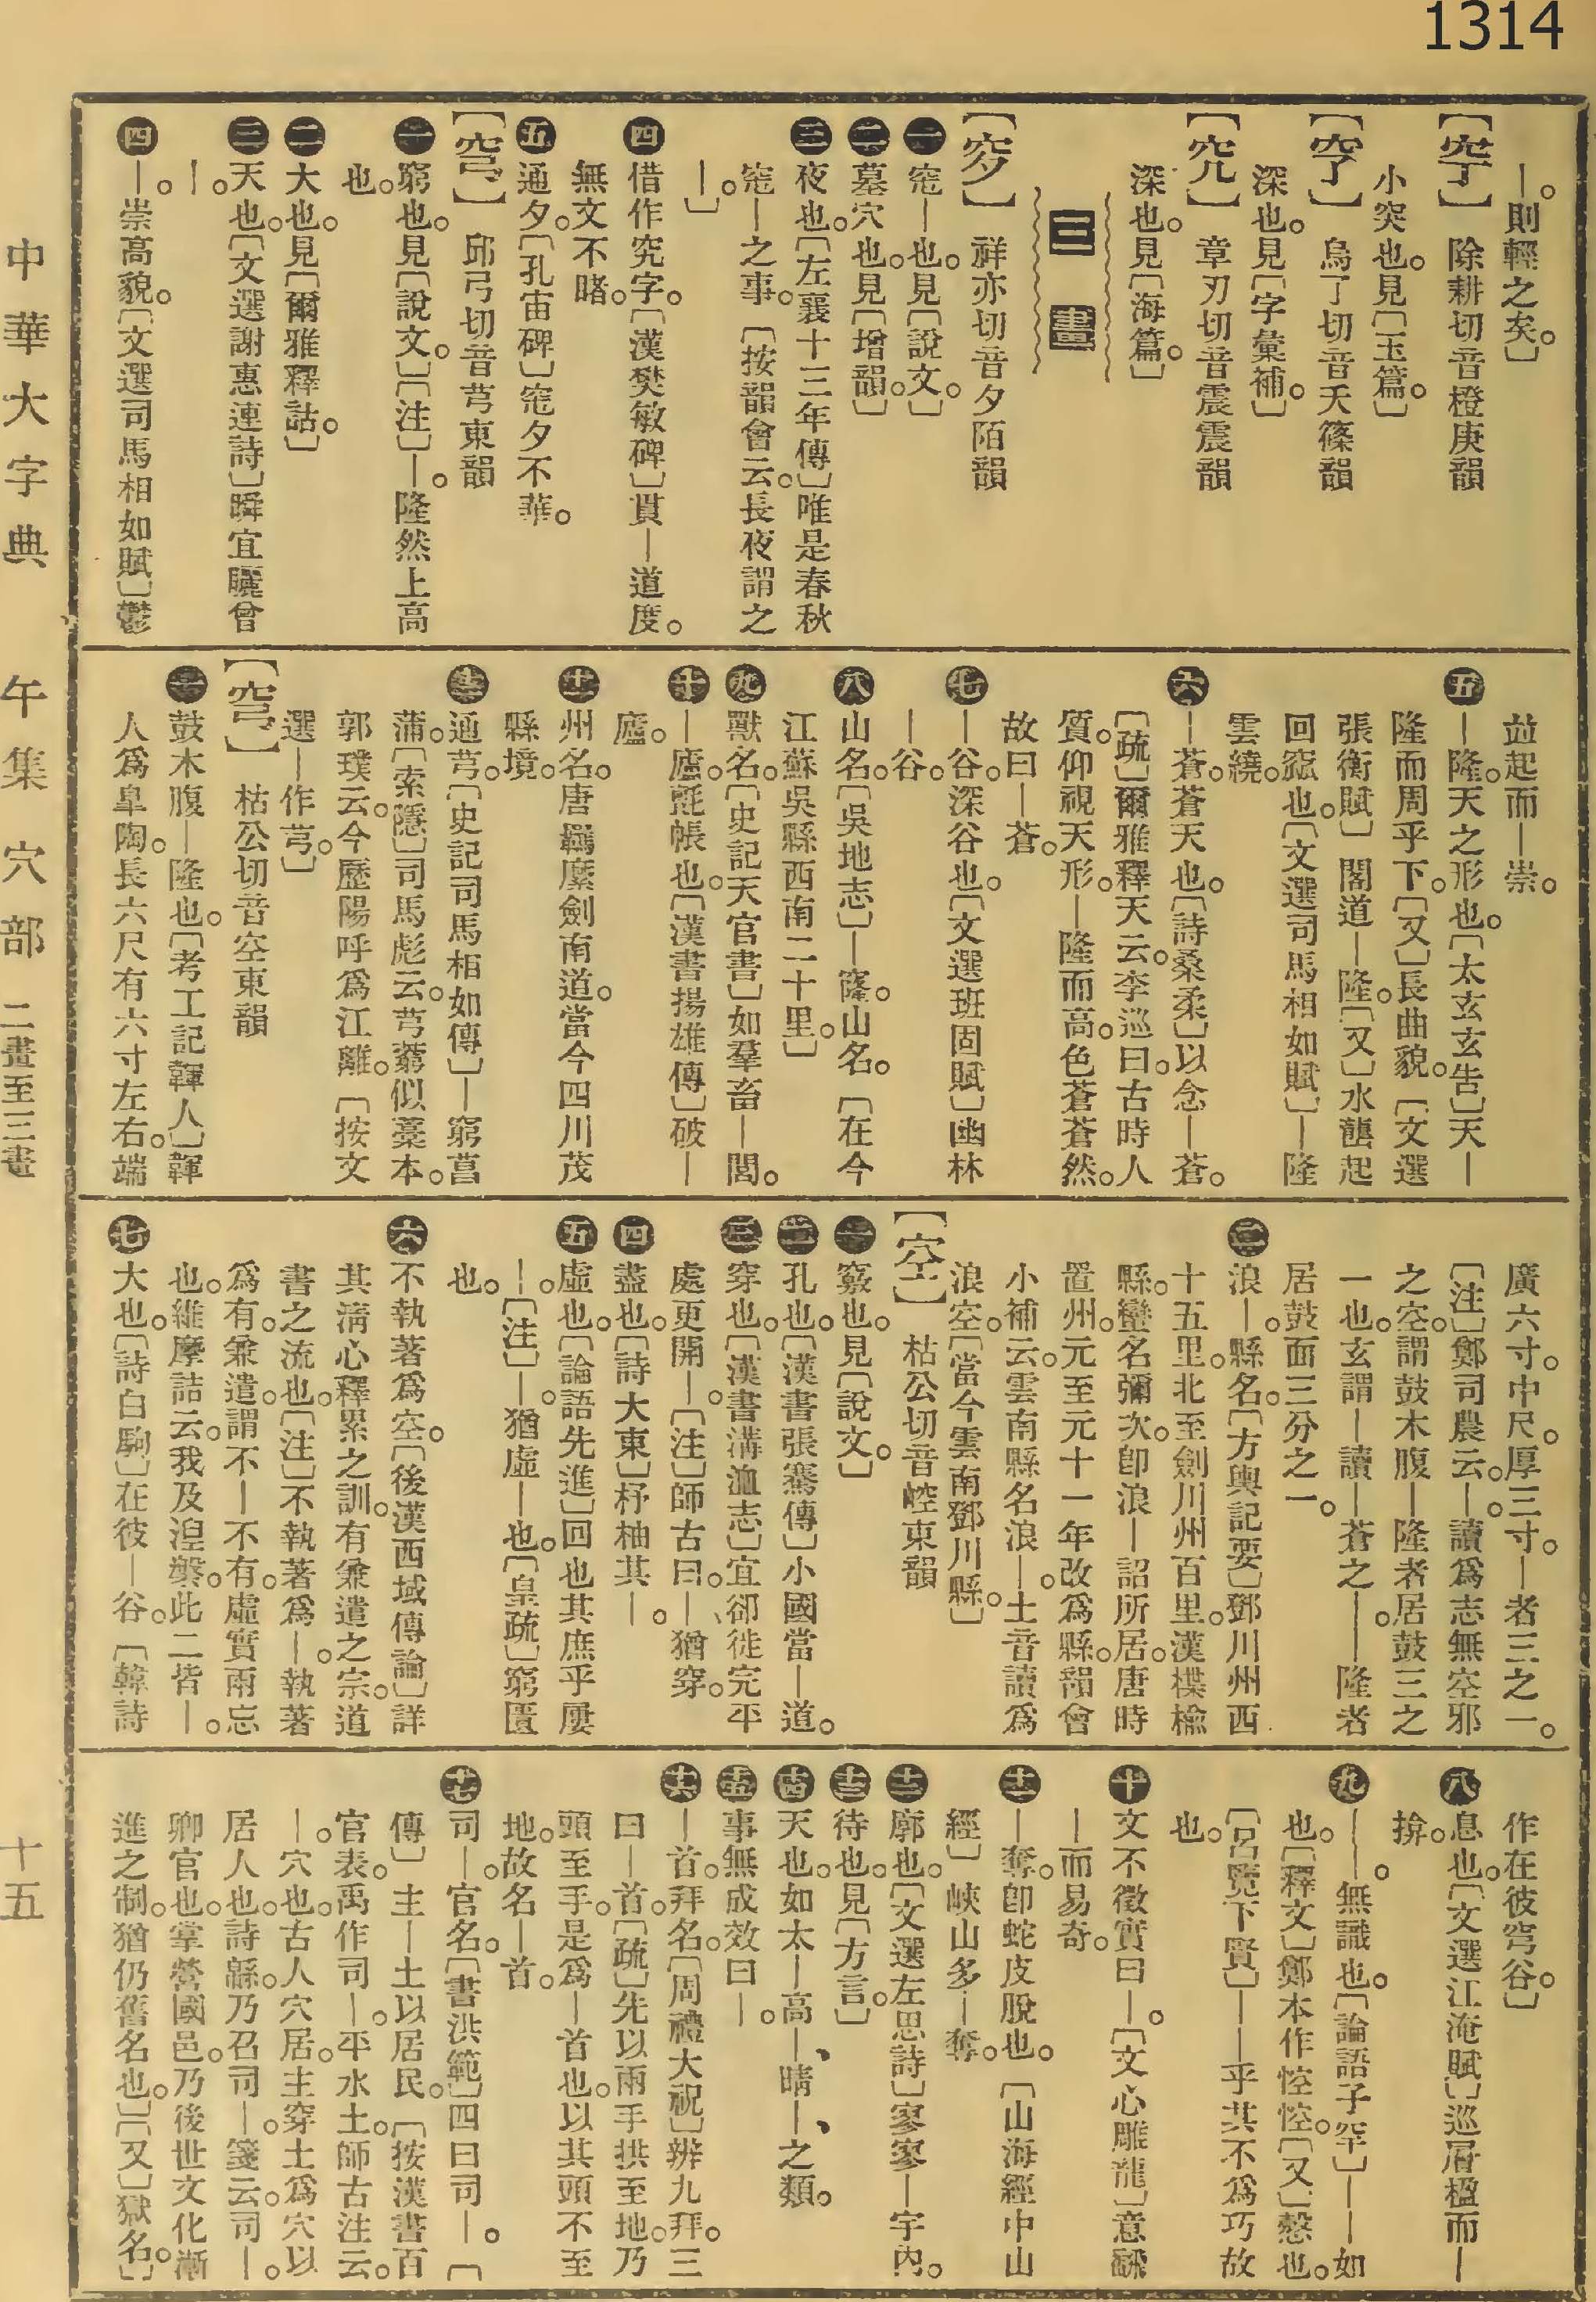 1314
｜。則輕之矣。〕
〔穵〕除耕切音橙庚韻
小突也。見〔玉篇。〕
〔𥤧〕烏了切音夭篠韻
深也。見〔字彙補。〕
〔𥤨〕章刃切音震震韻
深也。見〔海篇。〕
三畫
〔穸〕祥亦切音夕陌韻
㊀窀｜也。見〔說文。〕
㊁墓穴也。見〔增韻。〕
㊂夜也。〔左襄十三年傳〕唯是春秋
窀｜之事。〔按韻會云。長夜謂之
｜。〕
㊃借作究字。〔漢樊敏碑〕貫｜道度。
無文不睹。
㊄通夕。〔孔宙碑〕窀夕不華。
〔穹〕邱弓切音芎東韻
㊀窮也。見〔說文。〕〔注〕｜。隆然上高
也。
㊁大也。見〔爾雅釋詁。〕
㊂天也。〔文選謝惠連詩〕瞬宜曬曾
｜。
㊃｜。崇高貌。〔文選司馬相如賦〕鬱
竝起而｜崇。
㊄｜隆。天之形也。〔太玄玄告〕天｜
隆而周乎下。〔又〕長曲貌。〔文選
張衡賦〕閣道｜隆。〔又〕水虀起
回窳也。〔文選司馬相如賦〕｜隆
雲繞。
㊅｜蒼。蒼天也。〔詩桑柔〕以念｜蒼。
〔疏〕爾雅釋天云。李巡曰。古時人
質。仰視天形。｜隆而高。色蒼蒼然。
故曰｜蒼。
㊆｜谷。深谷也。〔文選班固賦〕幽林
｜谷。
㊇山名。〔吳地志〕｜窿。山名。〔在今
江蘇吳縣西南二十里。〕
㊈獸名。〔史記天官書〕如羣畜｜閭。
㊉｜廬。氈帳也。〔漢書揚雄傳〕破｜
廬。
十一 州名。唐羈縻劍南道。當今四川茂
縣境。
十二 通芎。〔史記司馬相如傳〕｜窮菖
蒲。〔索隱〕司馬彪云。芎藭似藁本。
郭璞云。今歷陽呼爲江離。〔按文
選｜作芎。〕
〔穹〕枯公切音空東韻
㊀鼓木腹｜隆也。〔考工記韗人〕韗
人爲皐陶。長六尺有六寸。左右。端
廣六寸。中尺。厚三寸。｜者三之一。
〔注〕鄭司農云。｜。讀爲志無空邪
之空。謂鼓木腹｜隆者居鼓三之
一也。玄謂｜讀｜蒼之｜。｜隆者
居鼓面三分之一。
㊁浪｜。縣名。〔方輿記要〕鄧川州西
十五里。北至劍川州百里。漢楪楡
縣。蠻名彌次。卽浪｜詔所居。唐時
置州。元至元十一年改爲縣。韻會
小補云。雲南縣名浪｜。土音讀爲
浪空。〔當今雲南鄧川縣。〕
〔空〕枯公切音崆東韻
㊀竅也。見〔說文。〕
㊁孔也。〔漢書張騫傳〕小國當｜道。
㊂穿也。〔漢書溝洫志〕宜卻徙完平
處更開｜。〔注〕師古曰。｜。猶穿。
㊃盡也。〔詩大東〕杼柚其｜。
㊄虛也。〔論語先進〕回也其庶乎屢
｜。〔注〕｜。猶虛｜也。〔皇疏〕窮匱
也。
㊅不執著爲空。〔後漢西域傳論〕詳
其淸心釋累之訓。有兼遣之宗。道
書之流也。〔注〕不執著爲｜。執著
爲有。兼遣。謂不｜不有。虛實兩忘
也。維摩詰云。我及湼槃。此二皆｜。
㊆大也。〔詩白駒〕在彼｜谷。〔韓詩
作在彼穹谷。〕
㊇息也。〔文選江淹賦〕巡層楹而｜
揜。
㊈｜｜。無識也。〔論語子罕〕｜｜如
也。〔釋文〕鄭本作悾悾。〔又〕慤也。
〔呂覽下賢〕｜｜乎其不爲巧故
也。
㊉文不徵實曰｜。〔文心雕龍〕意翻
｜而易奇。
十一 ｜奪。卽蛇皮脫也。〔山海經中山
經〕峽山多｜奪。
十二 廓也。〔文選左思詩〕寥寥｜宇內。
十三 待也。見〔方言。〕
十四 天也。如太｜高｜、晴｜、之類。
十五 事無成效曰｜。
十六 ｜首。拜名。〔周禮大祝〕辨九拜。三
曰｜首。〔疏〕先以兩手拱至地。乃
頭至手。是爲｜首也。以其頭不至
地。故名｜首。
十七 司｜。官名。〔書洪範〕四曰司｜。〔
傳〕主｜土以居民。〔按漢書百
官表。禹作司｜。平水土。師古注云。
｜。穴也。古人穴居。主穿土爲穴以
居人也。詩緜。乃召司｜。箋云。司｜。
卿官也。掌營國邑。乃後世文化漸
進之制。猶仍舊名也。〕〔又〕獄名。〔
中華大字典　午集　穴部　二畫至三畫　十五